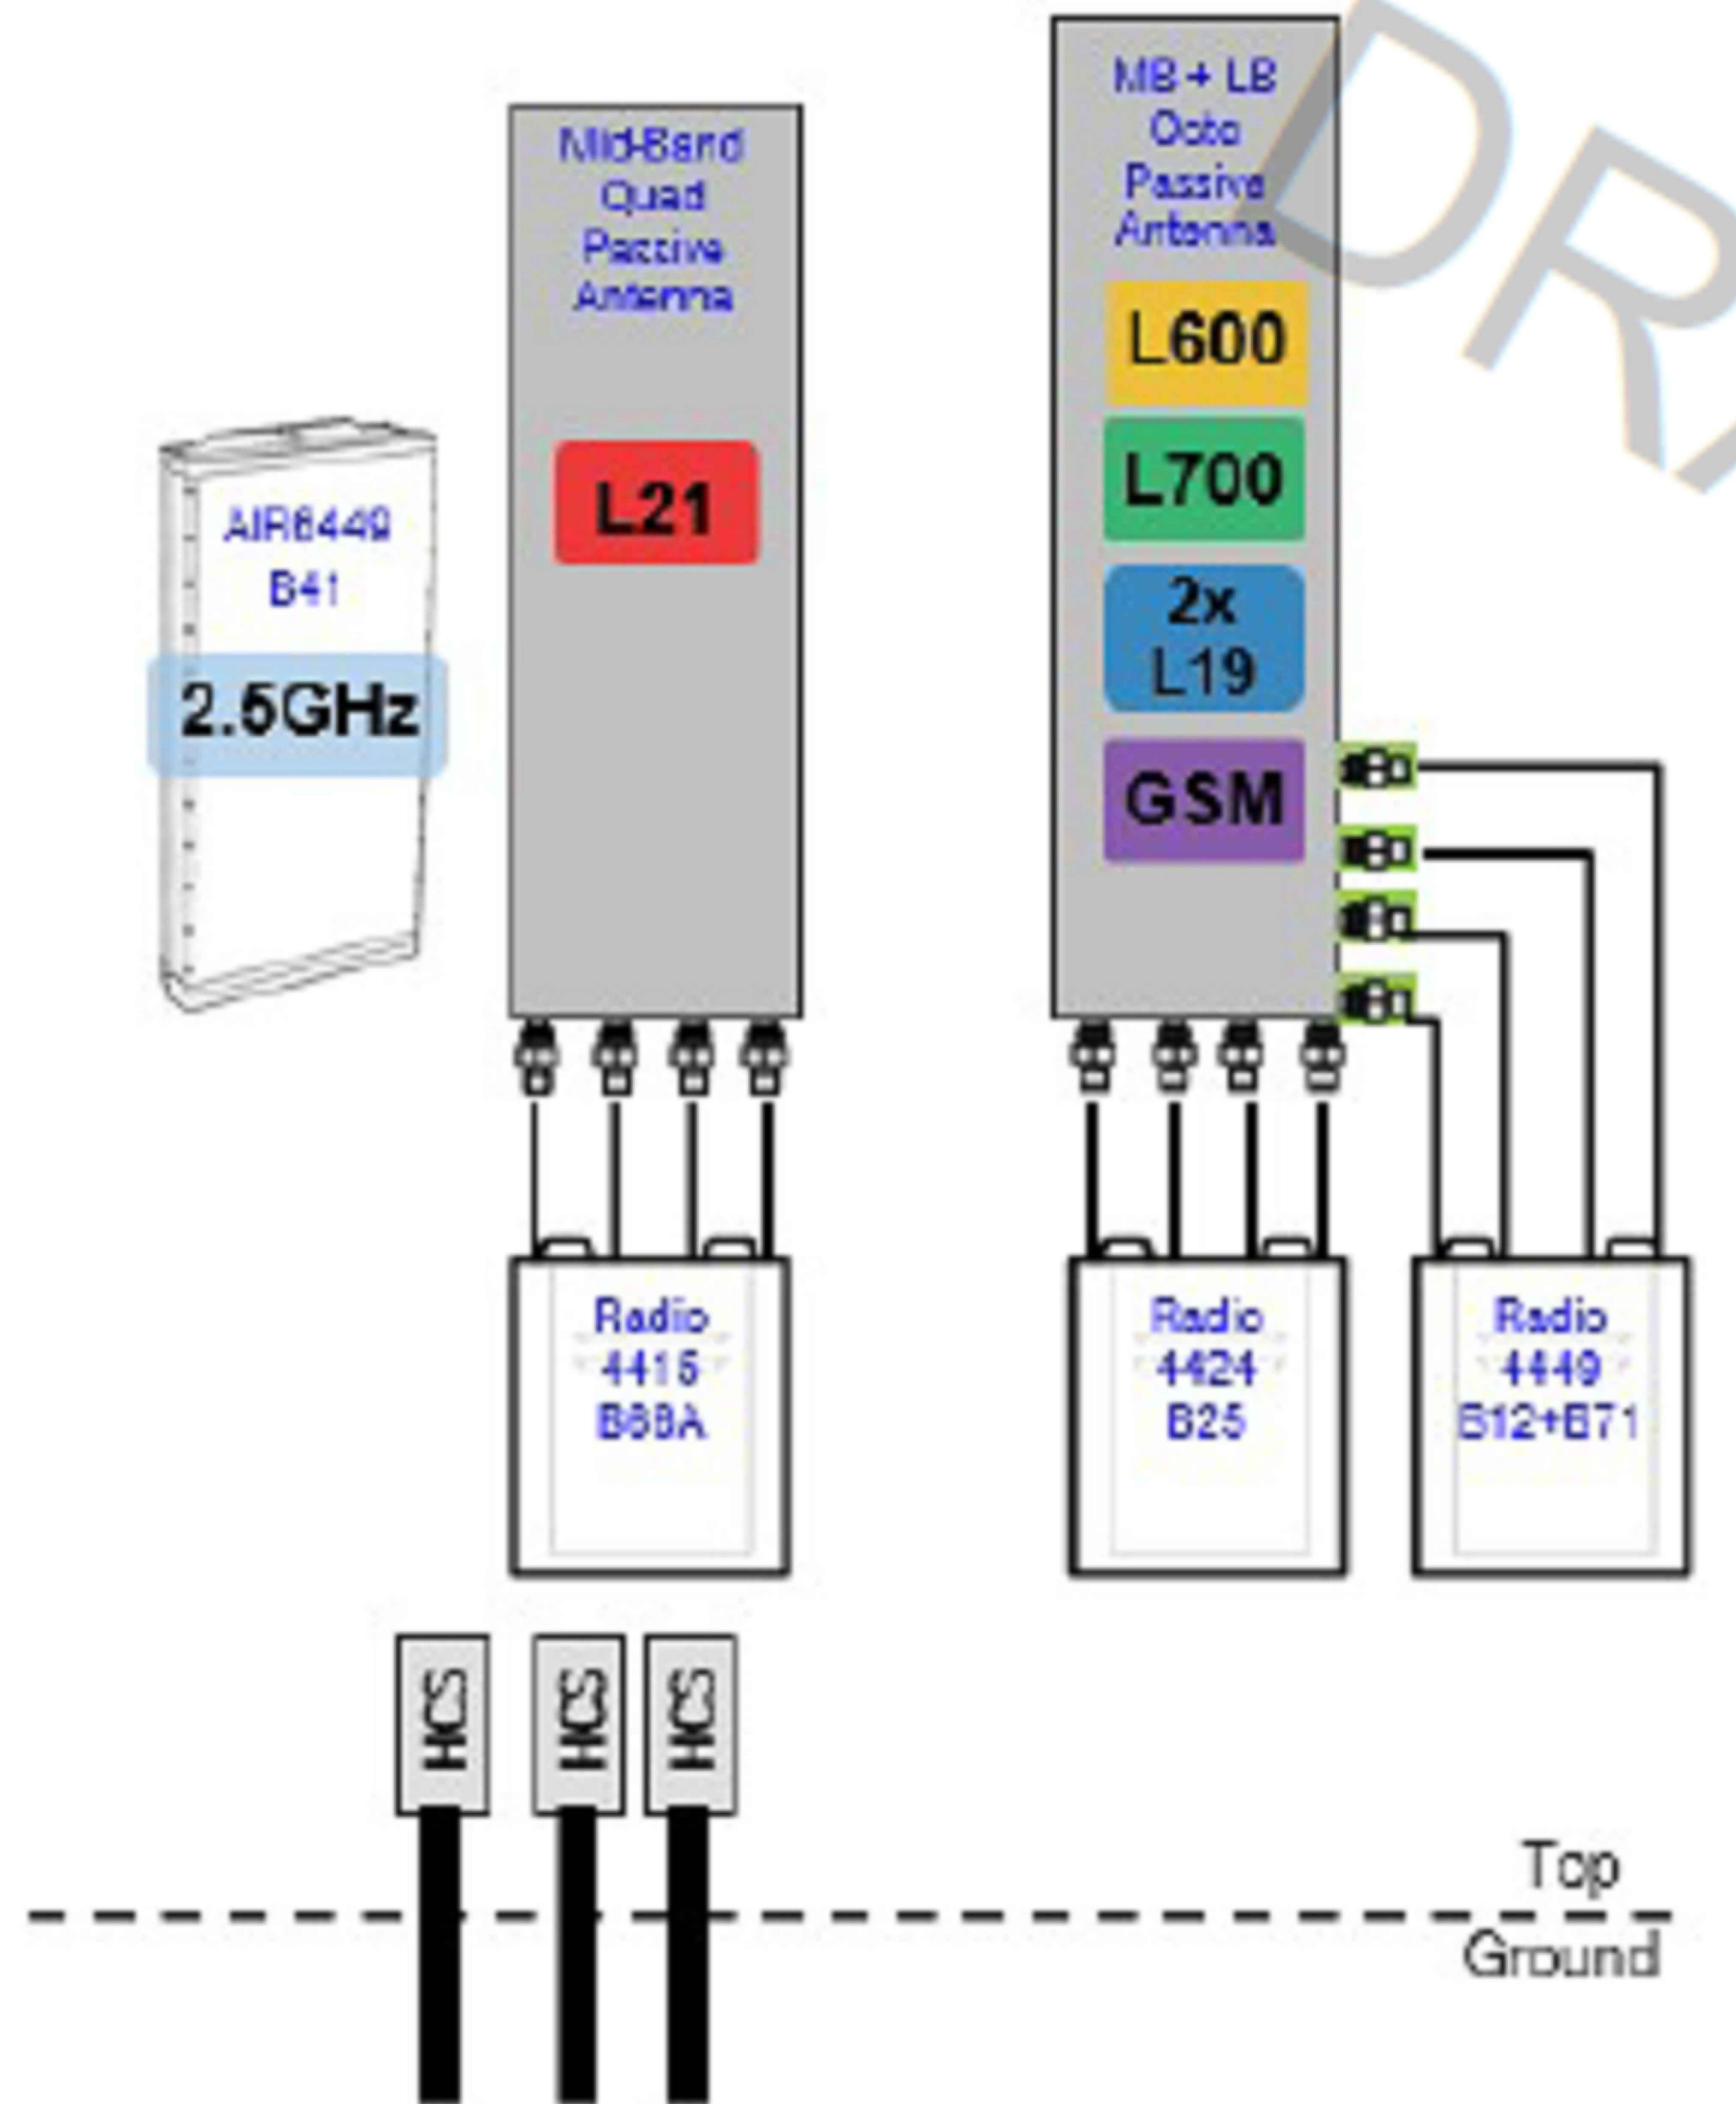 MB + LB
Octo
Passive
Antenna
Mid-Band
Quad
Passive
Antenna
L600
L700
2x
L19
GSM
L21
AIR6449
B41
2.5GHz
Radio
4415
B66A
Radio
4424
B25
Radio
4449
B12+B71
HCS
HCS
HCS
Top
Ground